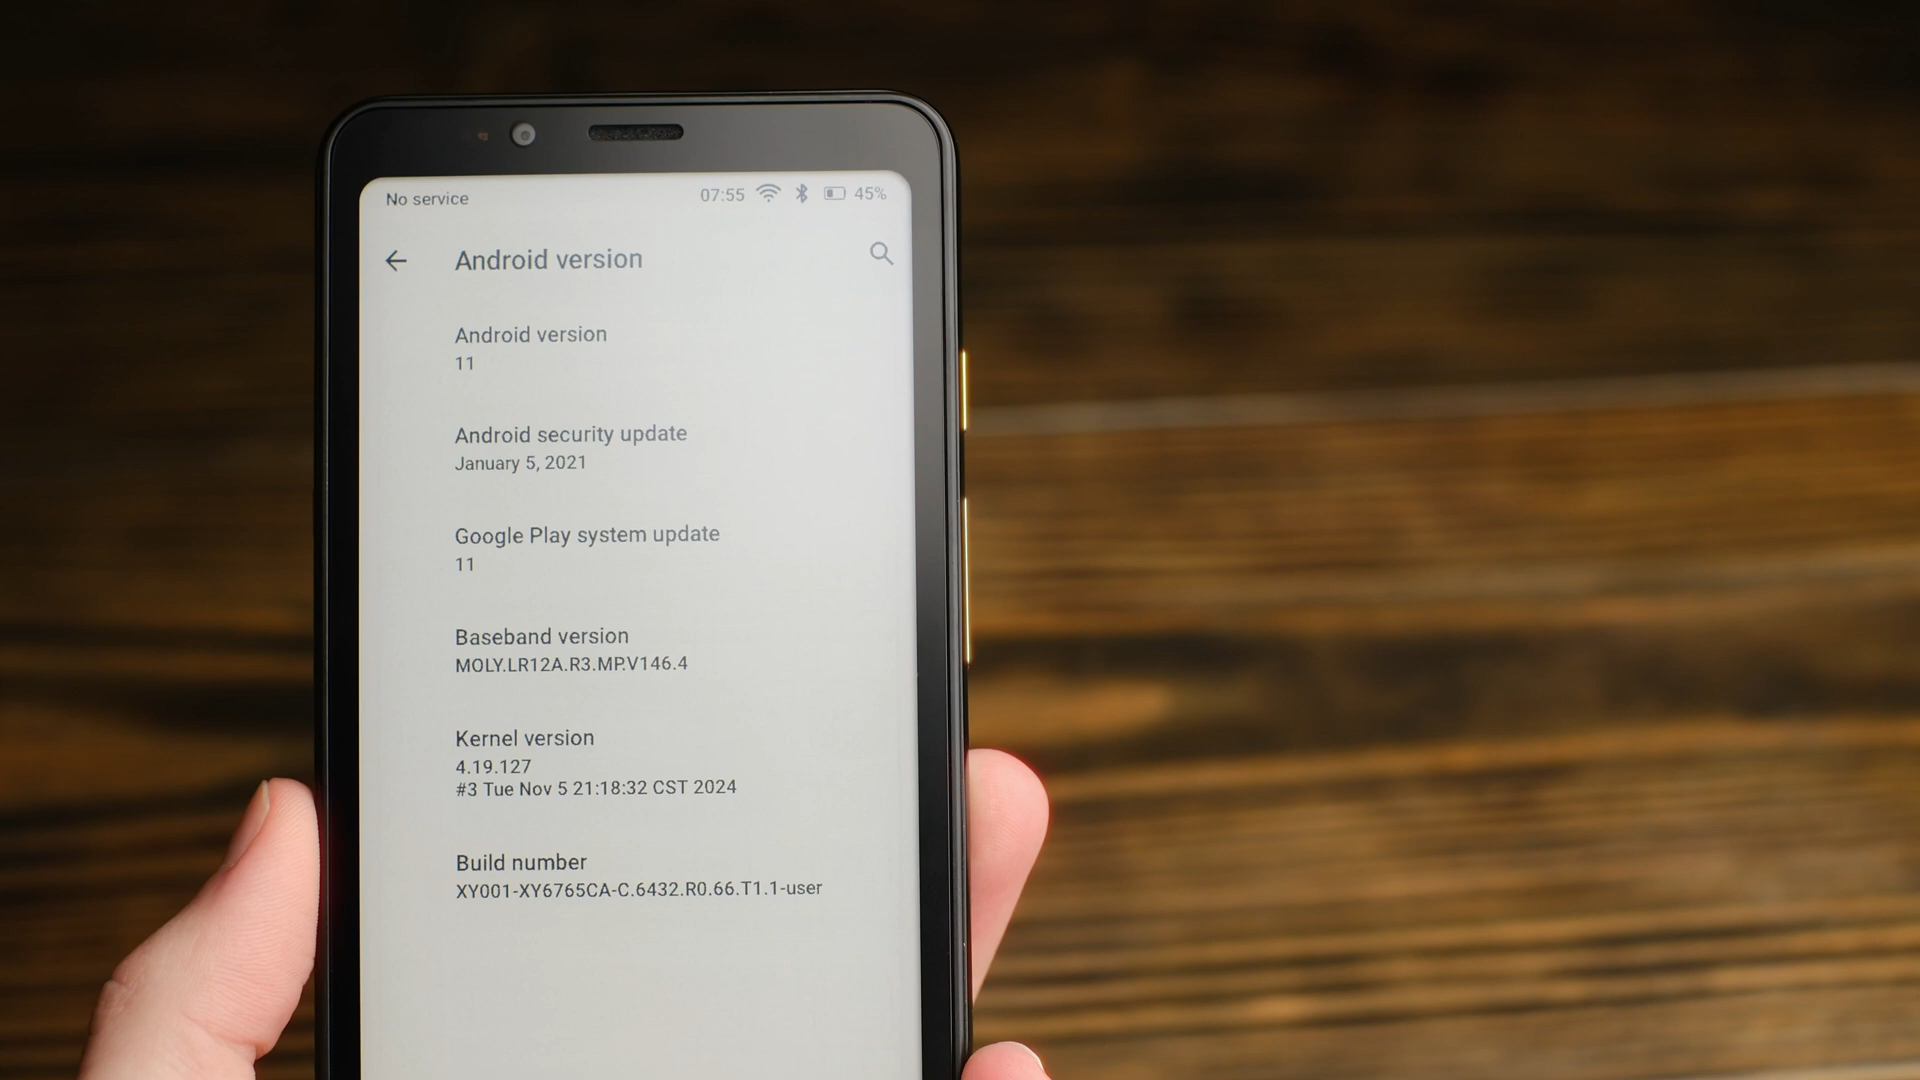 No service 07:55 45%
Android version
Android version
11
Android security update
January 5, 2021
Google Play system update
11
Baseband version
MOLY.LR12A.R3.MP.V146.4
Kernel version
4.19.127
#3 Tue Nov 5 21:18:32 CST 2024
Build number
XY001-XY6765CA-C.6432.R0.66.T1.1-user